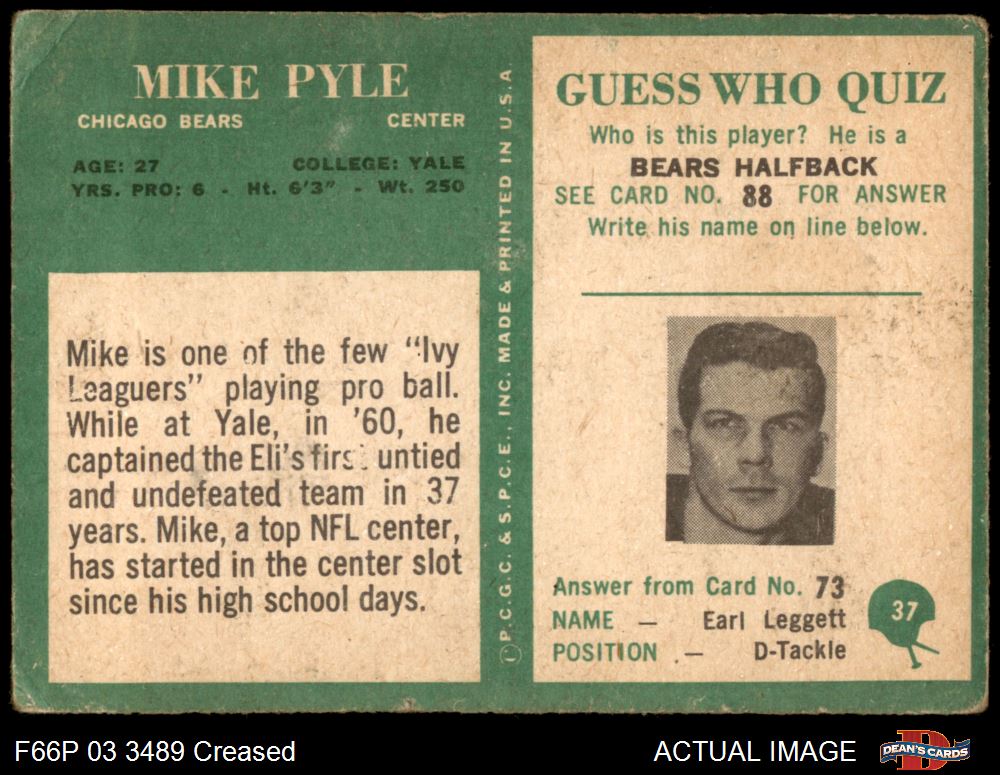 MIKE PYLE
CHICAGO BEARS CENTER
AGE: 27 COLLEGE: YALE
YRS. PRO: 6 - Ht. 6'3" - Wt. 250
Mike is one of the few “Ivy
Leaguers” playing pro ball.
While at Yale, in ’60, he
captained the Eli’s first untied
and undefeated team in 37
years. Mike, a top NFL center,
has started in the center slot
since his high school days.
© P.C.G.C. & S.P.C.E., INC. MADE & PRINTED IN U.S.A.
GUESS WHO QUIZ
Who is this player? He is a
BEARS HALFBACK
SEE CARD NO. 88 FOR ANSWER
Write his name on line below.
Answer from Card No. 73
NAME — Earl Leggett
POSITION — D-Tackle
37
F66P 03 3489 Creased
ACTUAL IMAGE
DEAN'S CARDS